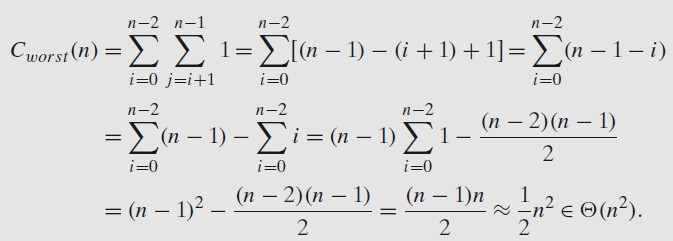 C_worst(n) = ∑_{i=0}^{n−2} ∑_{j=i+1}^{n−1} 1 = ∑_{i=0}^{n−2} [(n − 1) − (i + 1) + 1] = ∑_{i=0}^{n−2} (n − 1 − i)
= ∑_{i=0}^{n−2} (n − 1) − ∑_{i=0}^{n−2} i = (n − 1) ∑_{i=0}^{n−2} 1 − (n − 2)(n − 1)/2
= (n − 1)² − (n − 2)(n − 1)/2 = (n − 1)n/2 ≈ 1/2 n² ∈ Θ(n²).